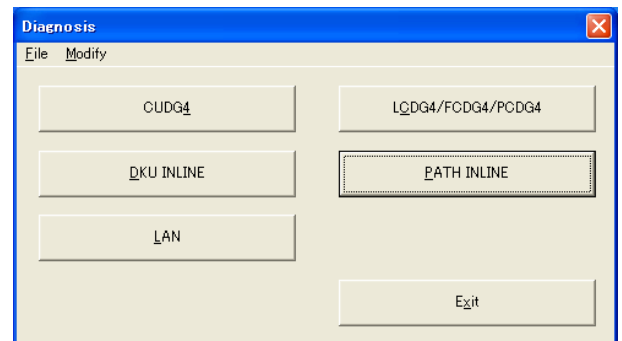 Diagnosis
File Modify
CUDG4 LCDG4/FCDG4/PCDG4
DKU INLINE PATH INLINE
LAN
Exit